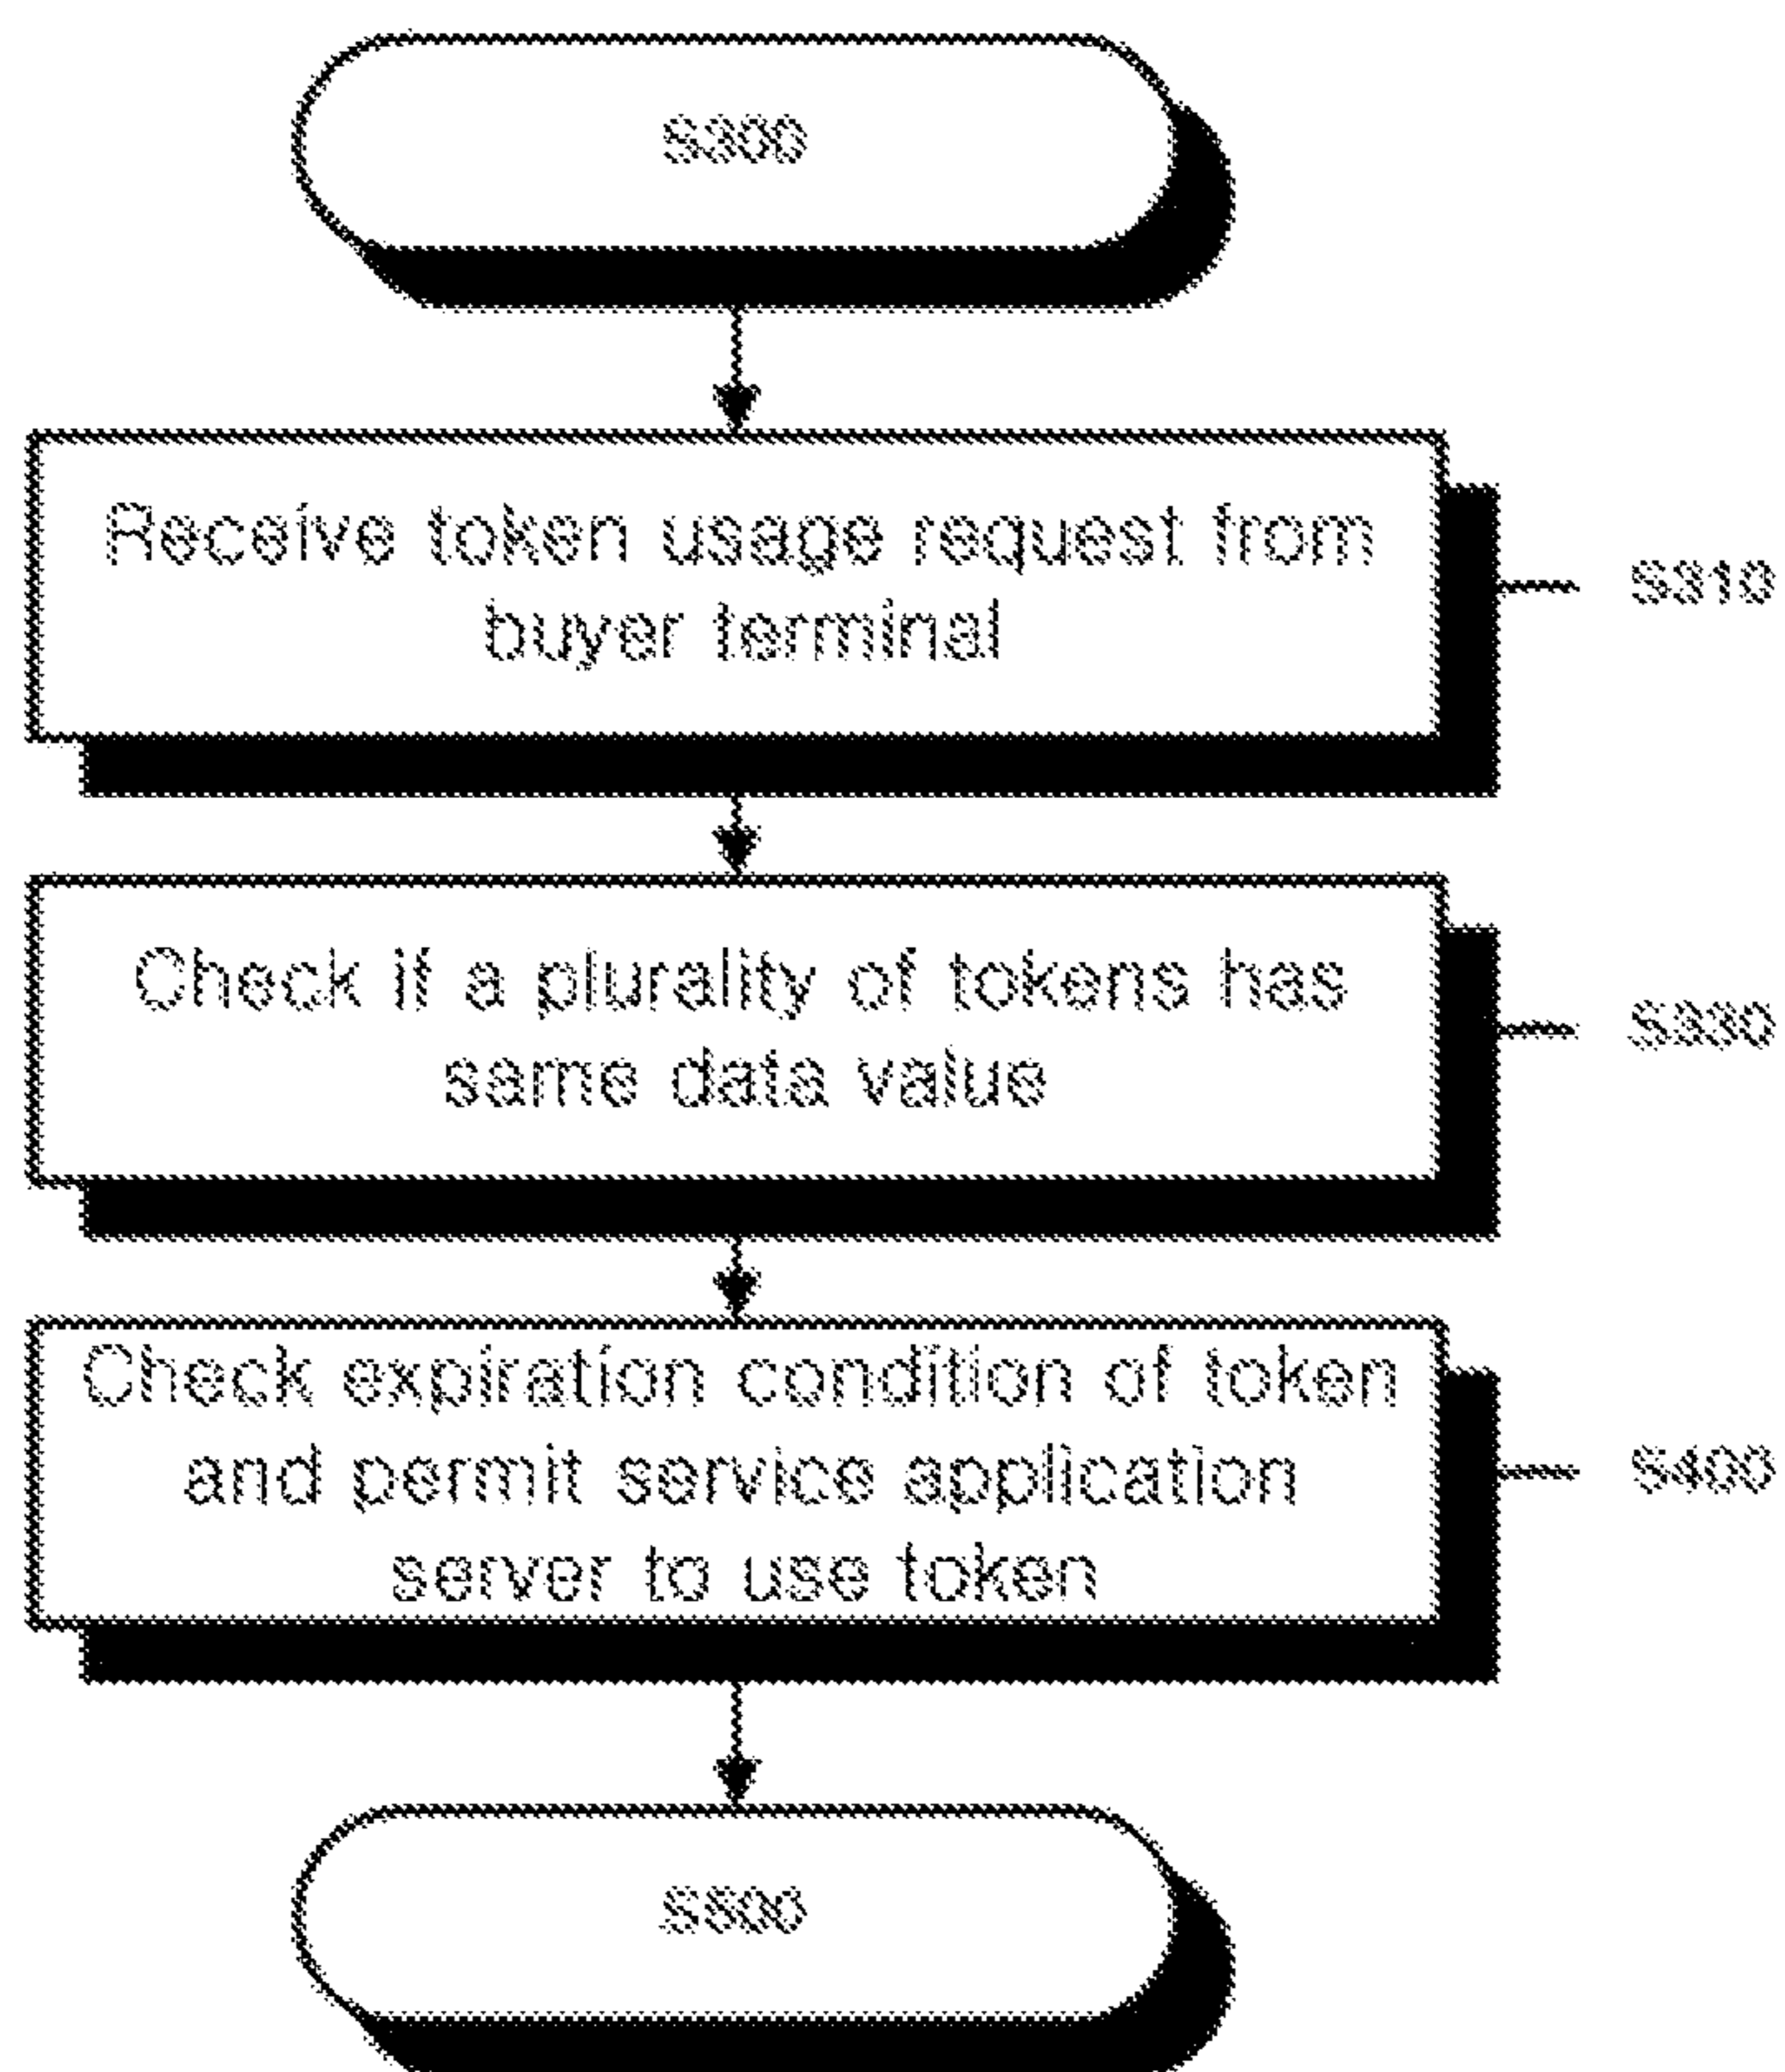 S300
Receive token usage request from
buyer terminal
S310
Check if a plurality of tokens has
same data value
S330
Check expiration condition of token
and permit service application
server to use token
S400
S500